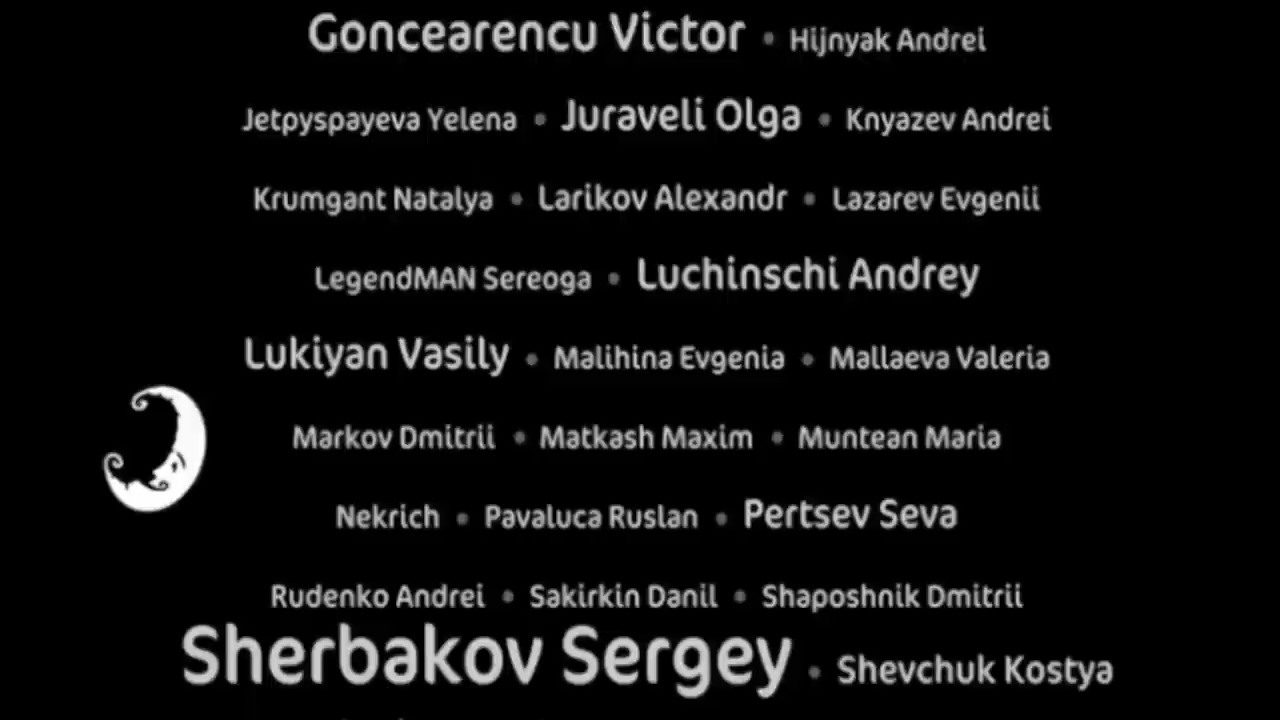 Goncearencu Victor • Hijnyak Andrei
Jetpyspayeva Yelena • Juraveli Olga • Knyazev Andrei
Krumgant Natalya • Larikov Alexandr • Lazarev Evgenii
LegendMAN Sereoga • Luchinschi Andrey
Lukiyan Vasily • Malihina Evgenia • Mallaeva Valeria
Markov Dmitrii • Matkash Maxim • Muntean Maria
Nekrich • Pavaluca Ruslan • Pertsev Seva
Rudenko Andrei • Sakirkin Danil • Shaposhnik Dmitrii
Sherbakov Sergey • Shevchuk Kostya